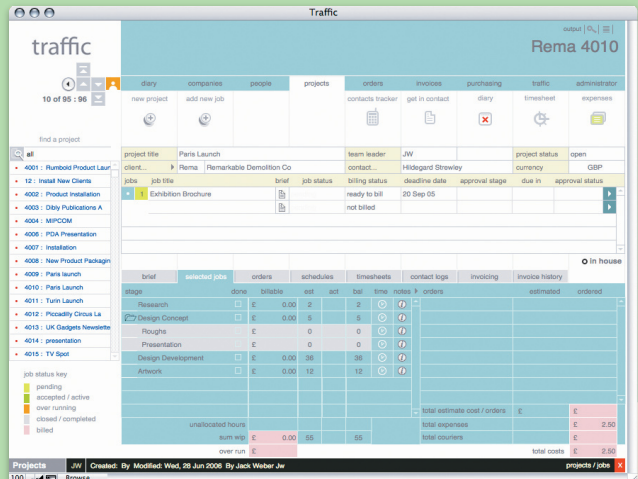 Traffic
output
traffic
Rema 4010
diary companies people projects orders invoices purchasing traffic administrator
10 of 95 : 96
new project add new job contacts tracker get in contact diary timesheet expenses
find a project
all
project title Paris Launch team leader JW project status open
client... Rema Remarkable Demolition Co contact... Hildegard Strewley currency GBP
jobs job title brief job status billing status deadline date approval stage due in approval status
1 Exhibition Brochure ready to bill 20 Sep 05
not billed
4001 : Rumbold Product Laun
12 : Install New Clients
4002 : Product Installation
4003 : Dibly Publications A
4004 : MIPCOM
4006 : PDA Presentation
4007 : Installation
4008 : New Product Packagin
4009 : Paris launch
4010 : Paris Launch
4011 : Turin Launch
4012 : Piccadilly Circus La
4013 : UK Gadgets Newslette
4014 : presentation
4015 : TV Spot
in house
brief selected jobs orders schedules timesheets contact logs invoicing invoice history
stage done billable est act bal time notes orders estimated ordered
Research £ 0.00 2 2
Design Concept £ 0.00 5 5
Roughs £ 0 0
Presentation £ 0 0
Design Development £ 0.00 36 36
Artwork £ 0.00 12 12
job status key
pending
accepted / active
over running
closed / completed
billed
total estimate cost / orders £ £
unallocated hours total expenses £ 2.50
sum wip £ 0.00 55 55 total couriers £
over run £ total costs £ 2.50
Projects JW Created: By Modified: Wed, 28 Jun 2006 By Jack Weber Jw projects / jobs X
100 Browse